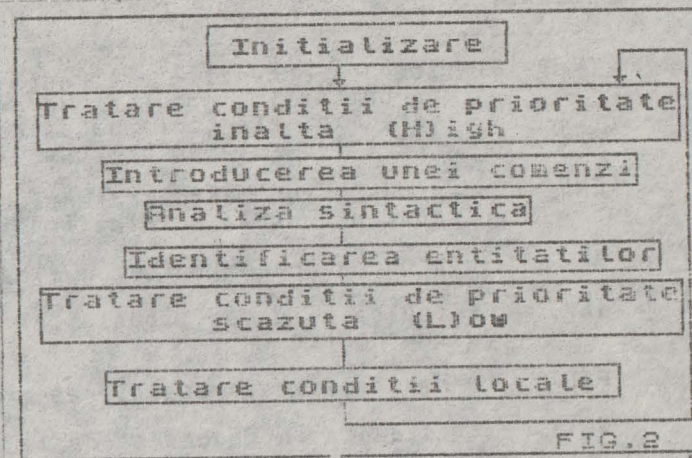 Initializare
Tratare conditii de prioritate
inalta (H)igh
Introducerea unei comenzi
Analiza sintactica
Identificarea entitatilor
Tratare conditii de prioritate
scazuta (L)ow
Tratare conditii locale
FIG.2